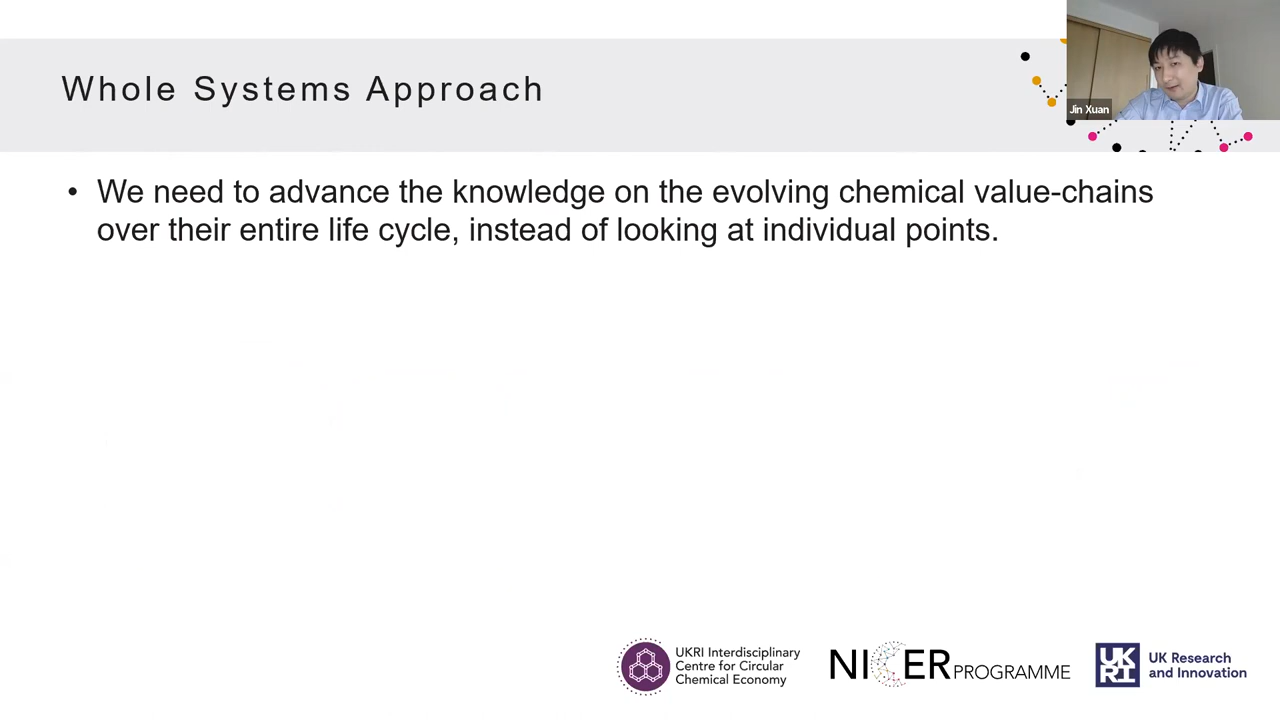 Whole Systems Approach
Jin Xuan
• We need to advance the knowledge on the evolving chemical value-chains
over their entire life cycle, instead of looking at individual points.
UKRI Interdisciplinary
Centre for Circular
Chemical Economy
NICER PROGRAMME
UKRI
UK Research
and Innovation